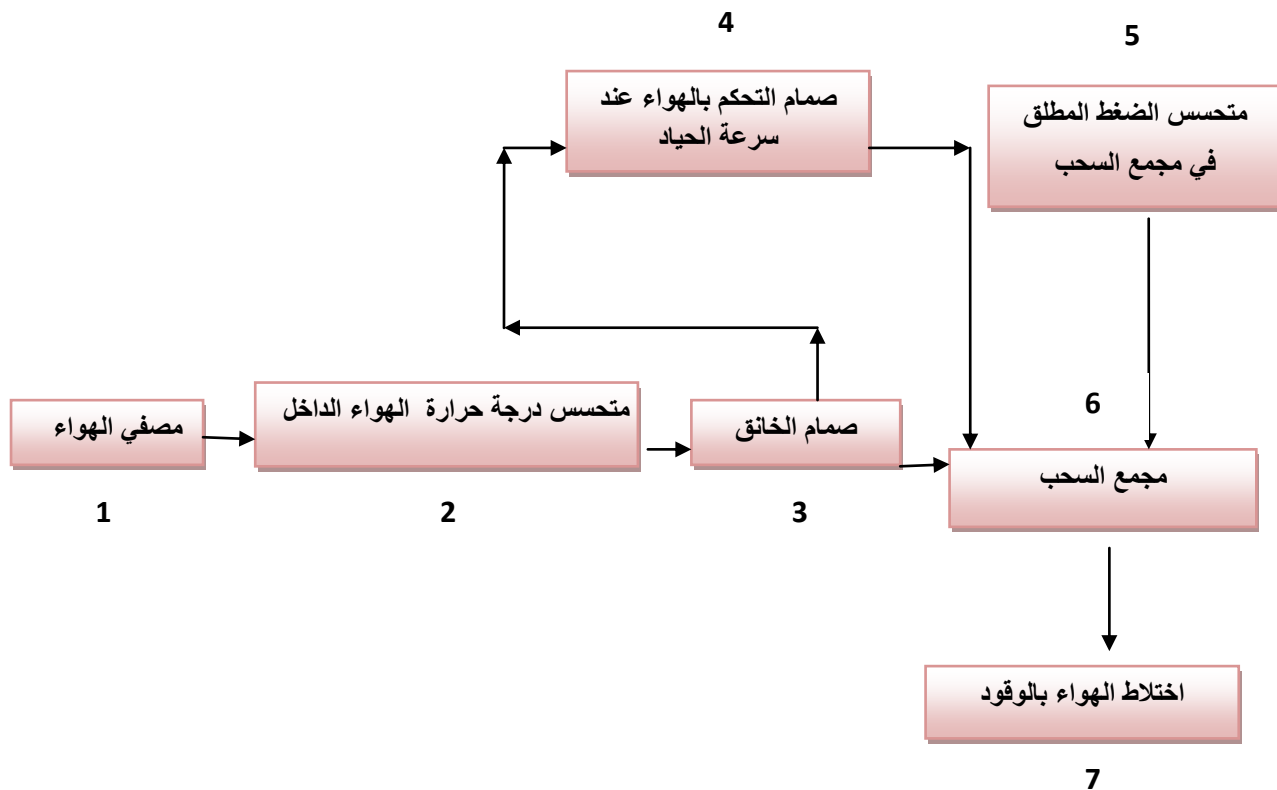 4
5
صمام التحكم بالهواء عند
سرعة الحياد
متحسس الضغط المطلق
في مجمع السحب
مصفي الهواء
متحسس درجة حرارة الهواء الداخل
صمام الخانق
6
مجمع السحب
1
2
3
اختلاط الهواء بالوقود
7